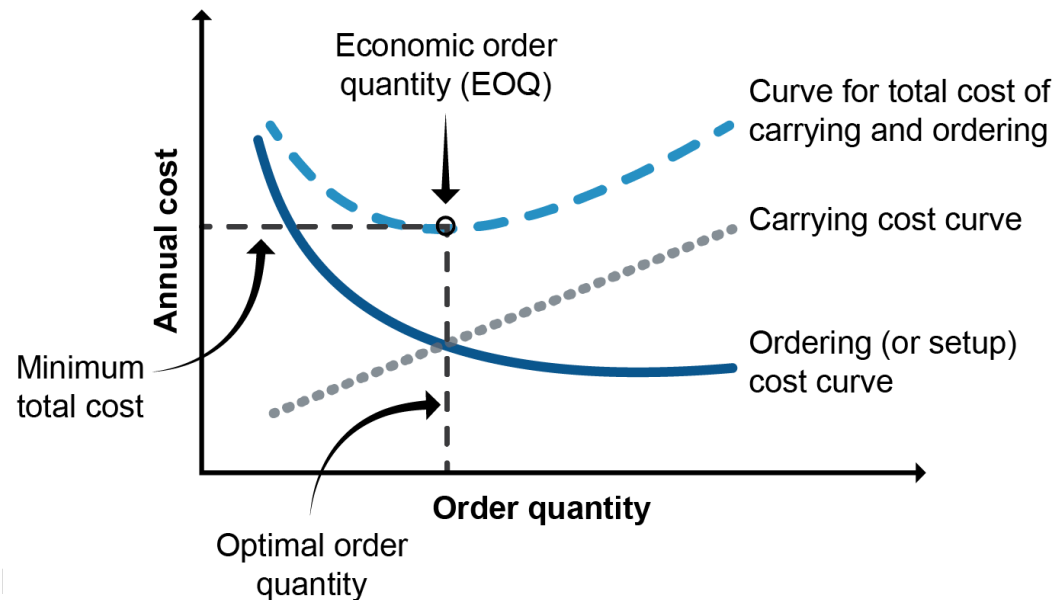 Economic order
quantity (EOQ)
Curve for total cost of
carrying and ordering
Annual cost
Carrying cost curve
Ordering (or setup)
cost curve
Minimum
total cost
Order quantity
Optimal order
quantity